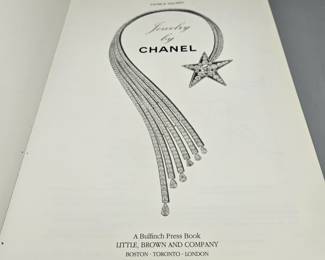 Jewelry
by
CHANEL
A Bulfinch Press Book
LITTLE, BROWN AND COMPANY
BOSTON · TORONTO · LONDON